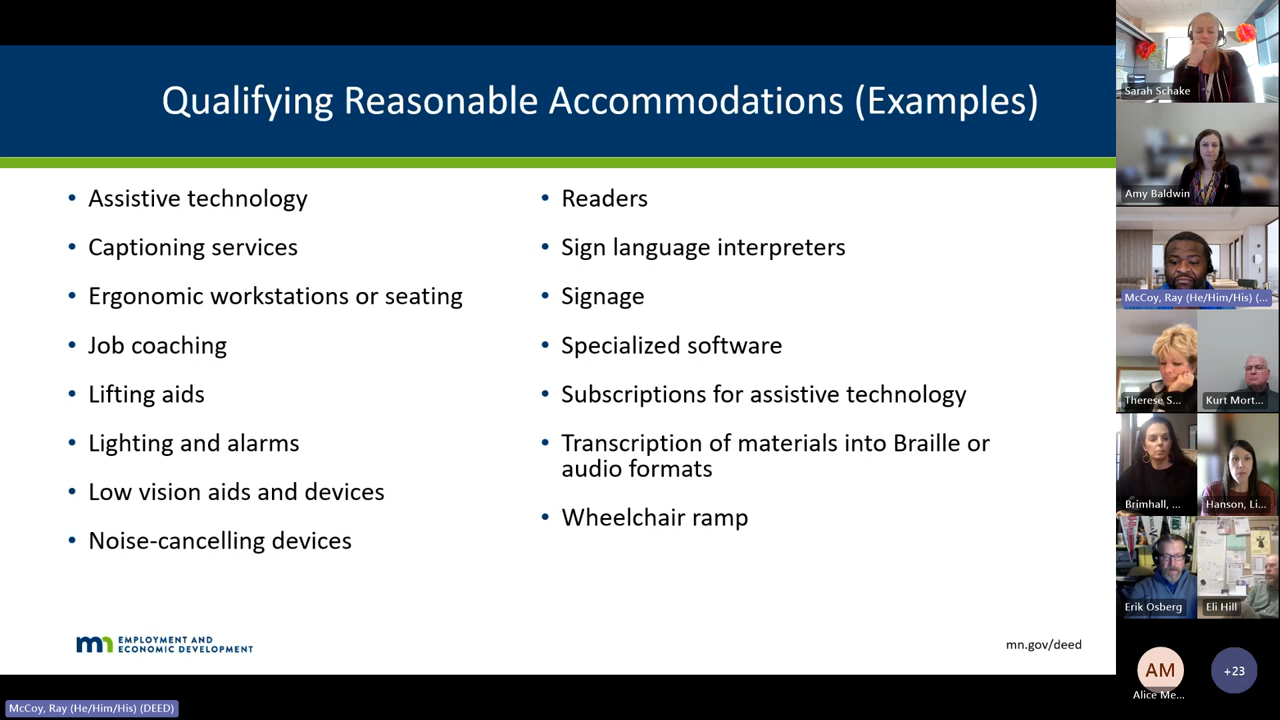 Qualifying Reasonable Accommodations (Examples)
• Assistive technology
• Captioning services
• Ergonomic workstations or seating
• Job coaching
• Lifting aids
• Lighting and alarms
• Low vision aids and devices
• Noise-cancelling devices
• Readers
• Sign language interpreters
• Signage
• Specialized software
• Subscriptions for assistive technology
• Transcription of materials into Braille or
audio formats
• Wheelchair ramp
mn EMPLOYMENT AND
ECONOMIC DEVELOPMENT
mn.gov/deed
McCoy, Ray (He/Him/His) (DEED)
Sarah Schake
Amy Baldwin
McCoy, Ray (He/Him/His) (...
Therese S...
Kurt Mort...
Brimhall, ...
Hanson, Li...
Erik Osberg
Eli Hill
AM
Alice Me...
+23